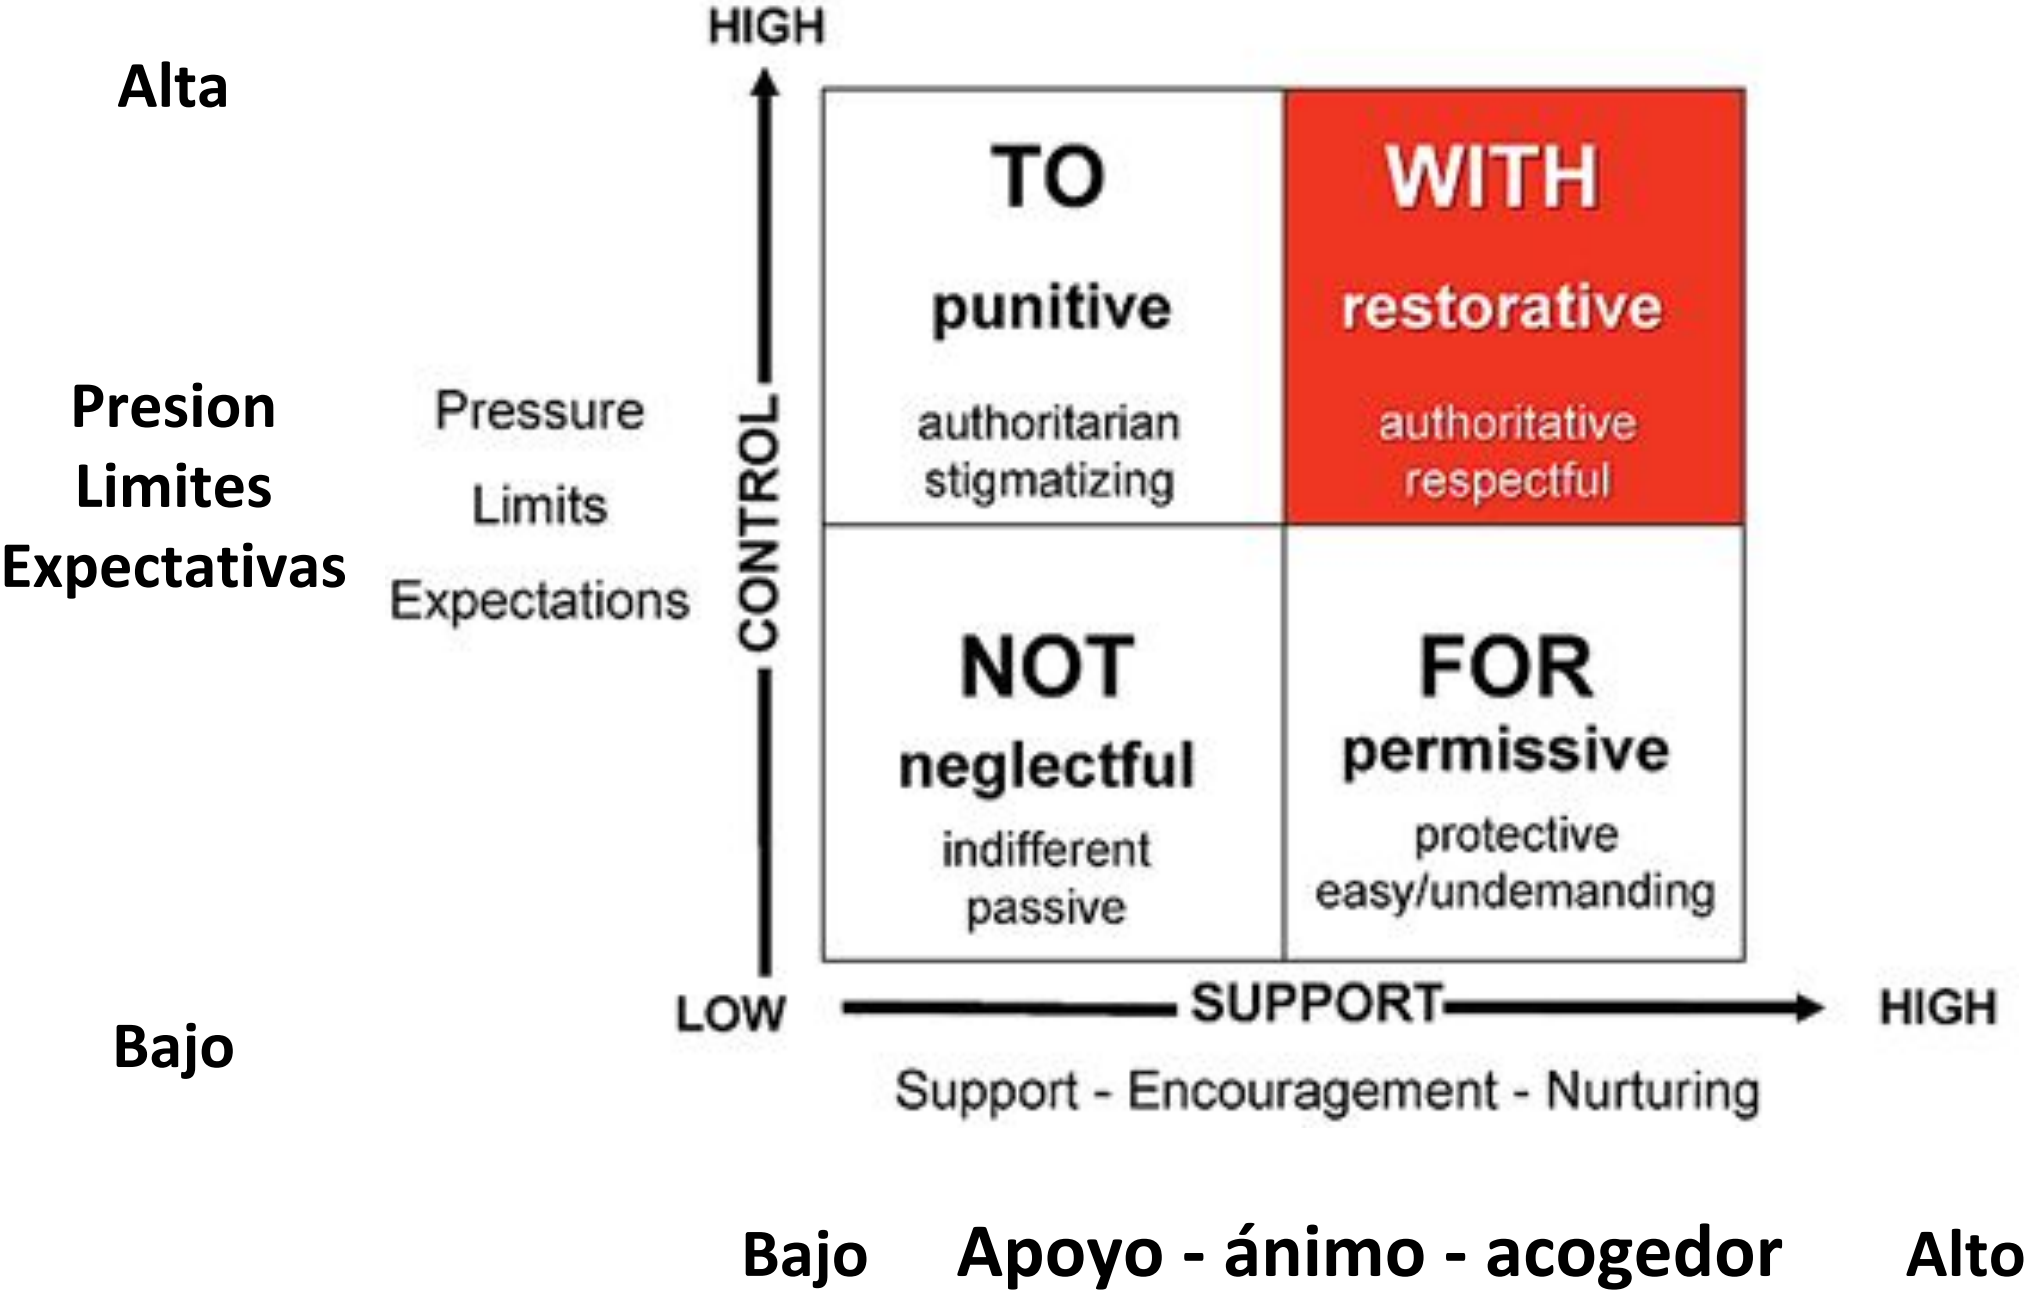 HIGH
Alta
TO
WITH
punitive
restorative
authoritarian
stigmatizing
authoritative
respectful
Presion
Limites
Expectativas
Pressure
Limits
Expectations
CONTROL
NOT
neglectful
indifferent
passive
FOR
permissive
protective
easy/undemanding
LOW
SUPPORT
HIGH
Bajo
Support - Encouragement - Nurturing
Bajo
Apoyo - ánimo - acogedor
Alto